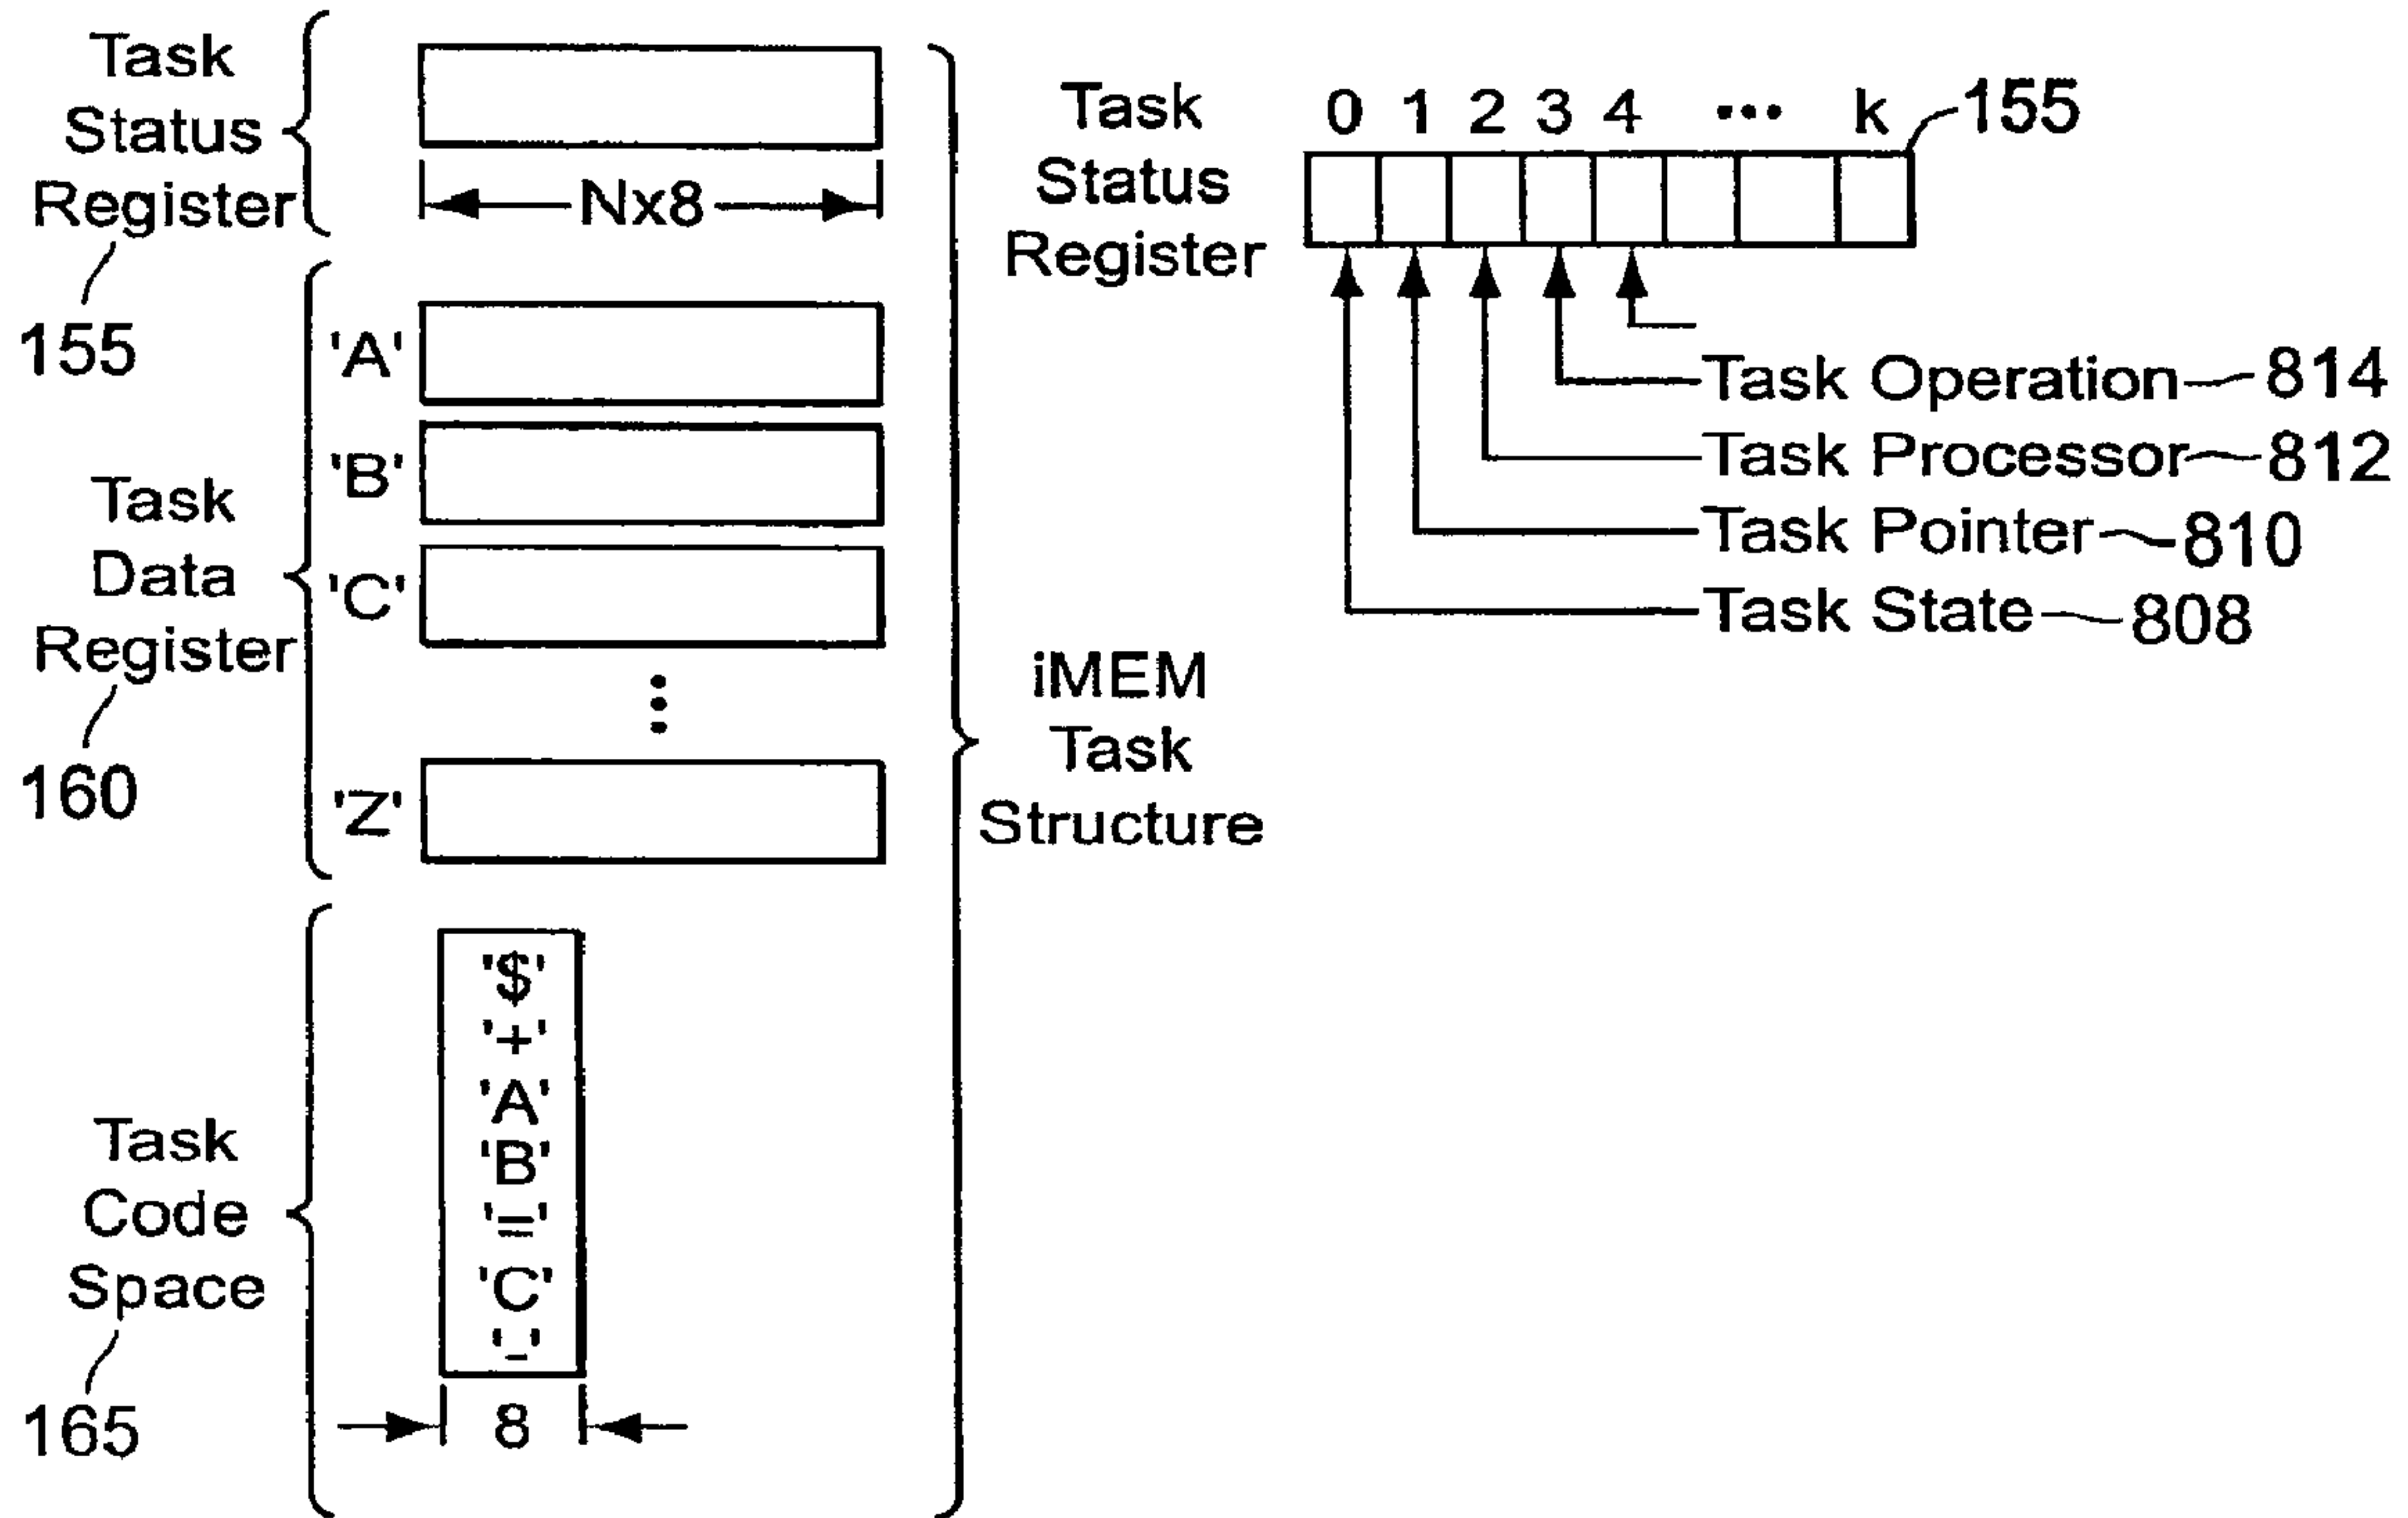 Task
Status
Register
155
Nx8
Task
Data
Register
160
'A'
'B'
'C'
'Z'
Task
Code
Space
165
'$'
'+'
'A'
'B'
'='
'C'
'-'
8
iMEM
Task
Structure
Task
Status
Register
0 1 2 3 4 ••• k
155
Task Operation 814
Task Processor 812
Task Pointer 810
Task State 808